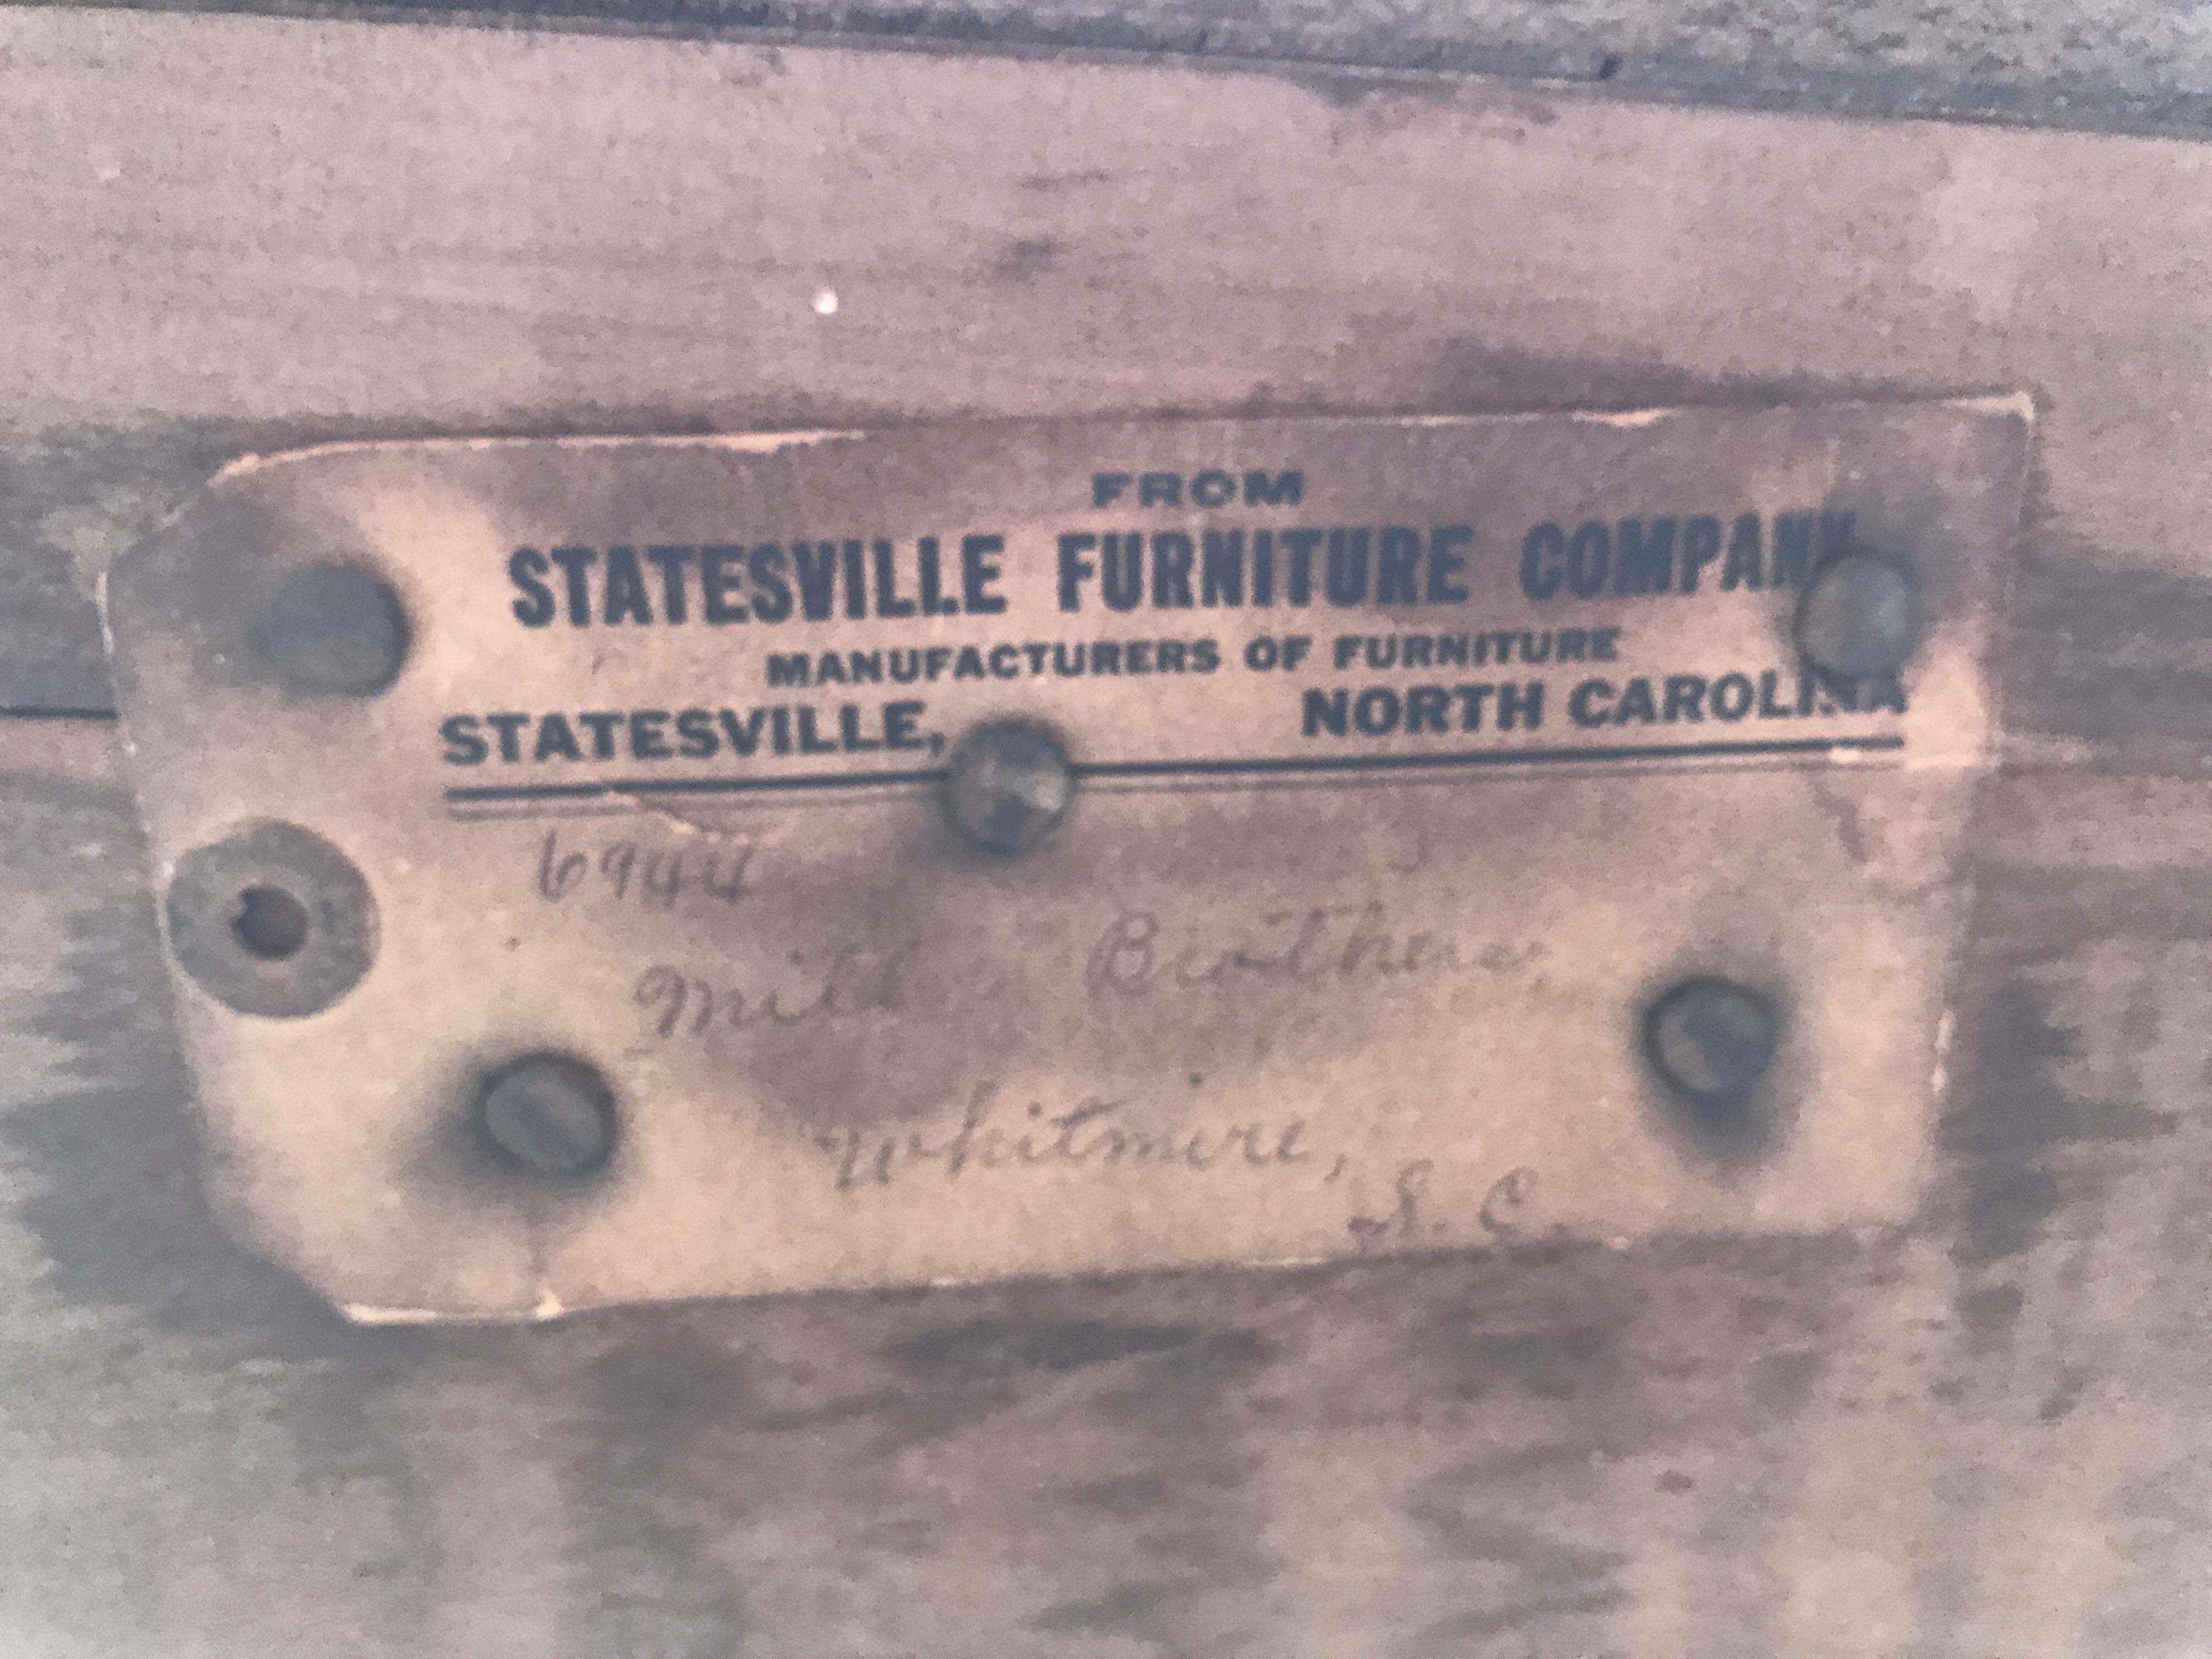 FROM
STATESVILLE FURNITURE COMPANY
MANUFACTURERS OF FURNITURE
STATESVILLE, NORTH CAROLINA
6944
Brothers
Whitmire,
S. C.